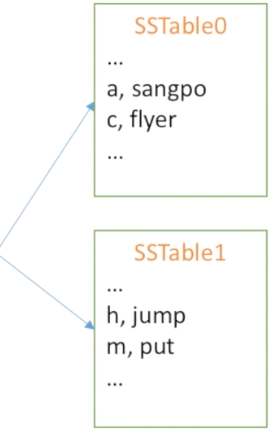 SSTable0
...
a, sangpo
c, flyer
...
SSTable1
...
h, jump
m, put
...